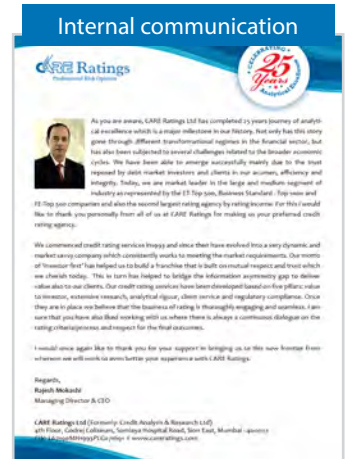 Internal communication
CARE Ratings
Professional Risk Opinion
CELEBRATING
25
Years
As you are aware, CARE Ratings Ltd has completed 25 years journey of analyti-
cal excellence which is a major milestone in our history. Not only has this story
gone through different transformational regimes in the financial sector, but
has also been subjected to several challenges related to the broader economic
cycles. We have been able to emerge successfully mainly due to the trust
reposed by debt market investors and clients in our acumen, efficiency and
integrity. Today, we are market leader in the large and medium segment of
industry as represented by the ET-Top 500, Business Standard - Top 1000 and
FE-Top 500 companies and also the second largest rating agency by rating income. For this I would
like to thank you personally from all of us at CARE Ratings for making us your preferred credit
rating agency.
We commenced credit rating services in 1993 and since then have evolved into a very dynamic and
market savvy company which consistently works to meeting the market requirements. Our motto
of 'Investor first' has helped us to build a franchise that is built on mutual respect and trust which
we cherish today. This in turn has helped to bridge the information asymmetry gap to deliver
value also to our clients. Our credit rating services have been developed based on five pillars: value
to investor, extensive research, analytical rigour, client service and regulatory compliance. Once
they are in place we believe that the business of rating is thoroughly engaging and seamless. I am
sure that you have also liked working with us where there is always a continuous dialogue on the
rating criteria/process and respect for the final outcomes.
I would once again like to thank you for your support in bringing us to this new frontier from
whereon we will work to even better your experience with CARE Ratings.
Regards,
Rajesh Mokashi
Managing Director & CEO
CARE Ratings Ltd (Formerly: Credit Analysis & Research Ltd)
4th Floor, Godrej Coliseum, Somaiya Hospital Road, Sion East, Mumbai -400022
www.careratings.com